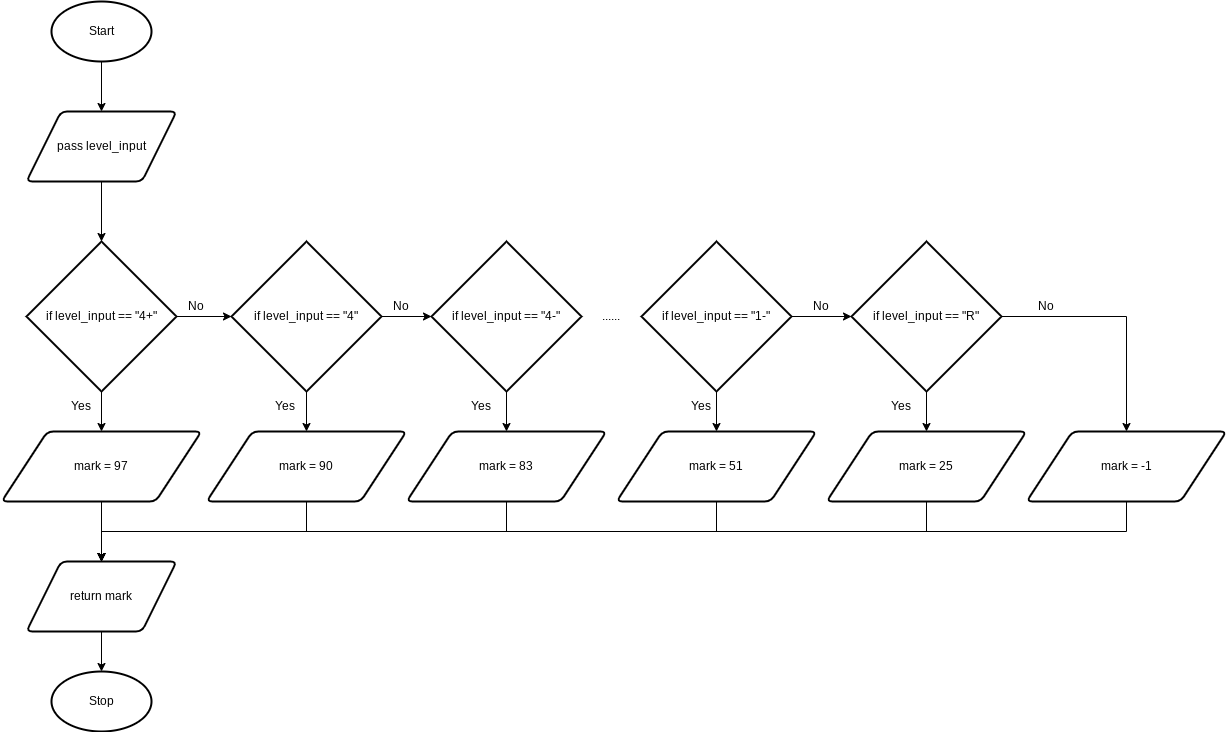 Start
pass level_input
if level_input == "4+"
No
if level_input == "4"
No
if level_input == "4-"
......
if level_input == "1-"
No
if level_input == "R"
No
Yes
Yes
Yes
Yes
Yes
mark = 97
mark = 90
mark = 83
mark = 51
mark = 25
mark = -1
return mark
Stop